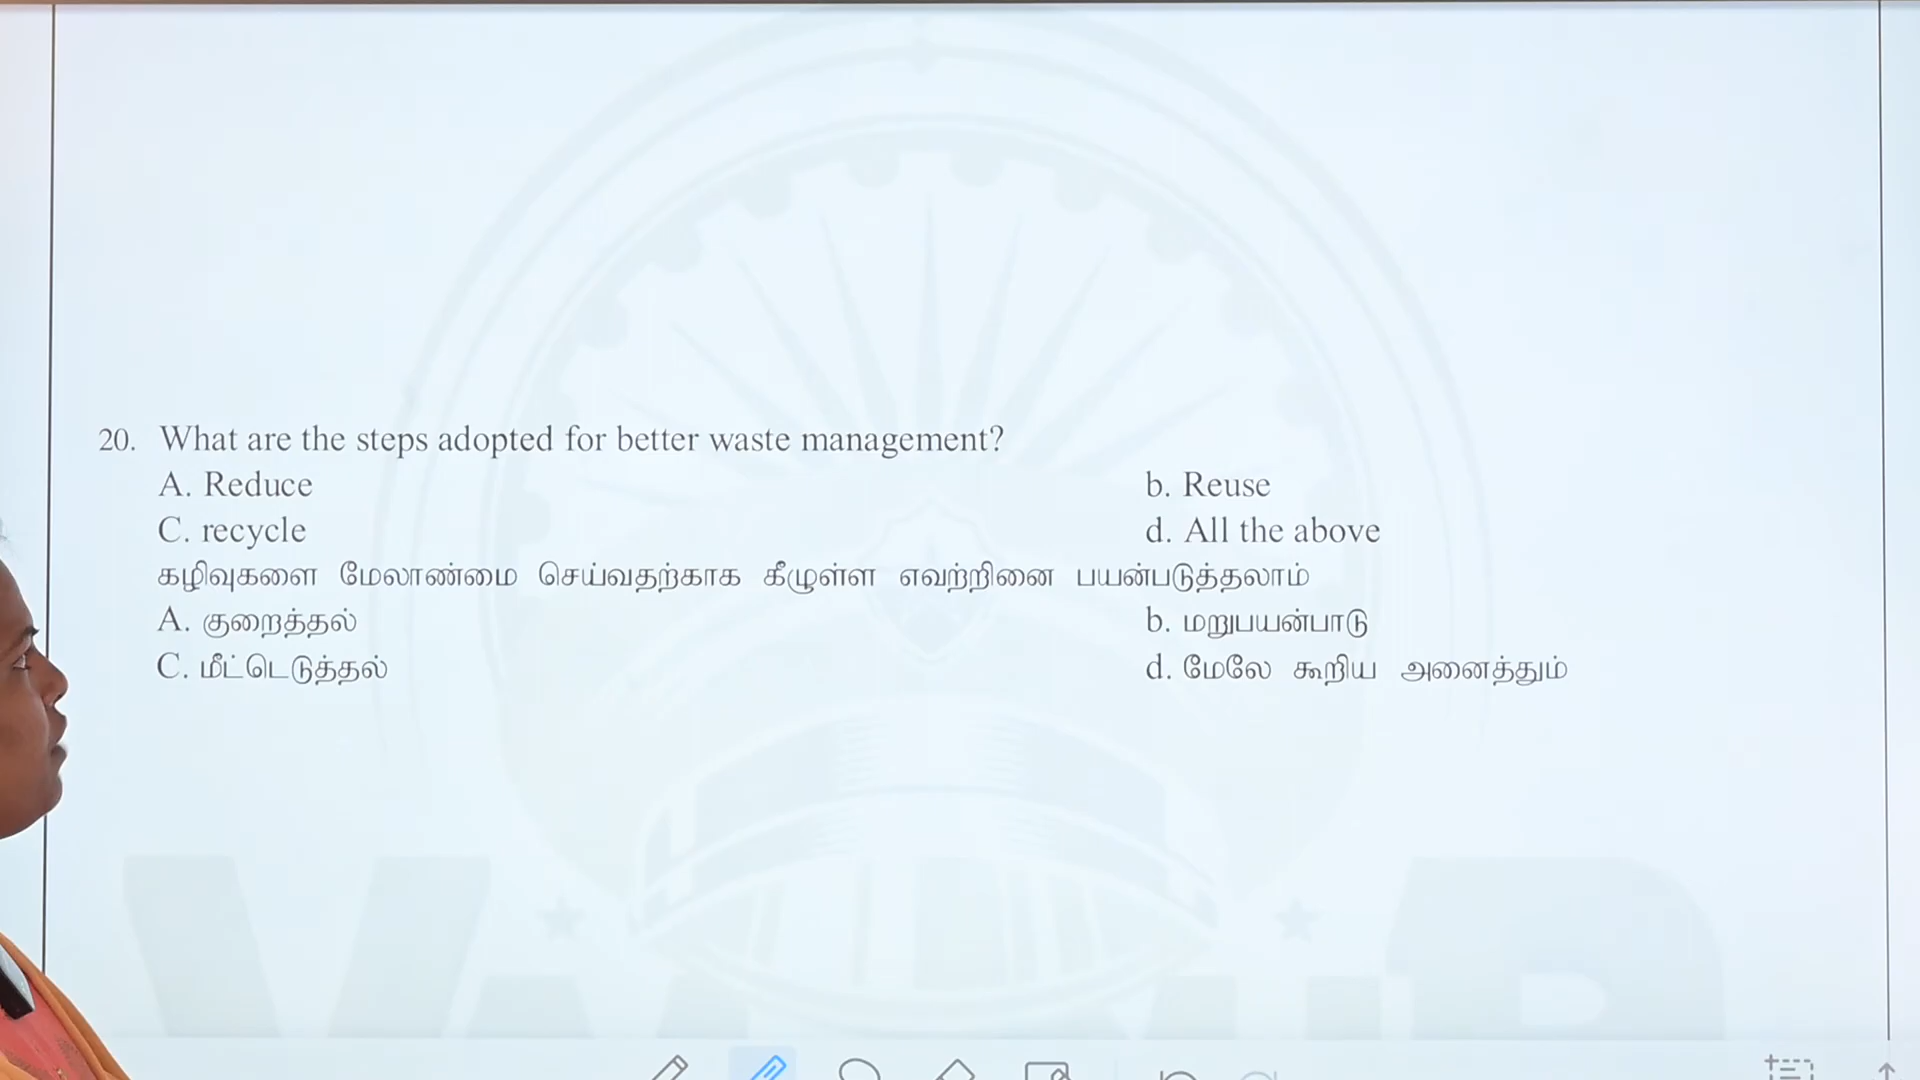 20. What are the steps adopted for better waste management?
A. Reduce b. Reuse
C. recycle d. All the above
கழிவுகளை மேலாண்மை செய்வதற்காக கீழுள்ள எவற்றினை பயன்படுத்தலாம்
A. குறைத்தல் b. மறுபயன்பாடு
C. மீட்டெடுத்தல் d. மேலே கூறிய அனைத்தும்